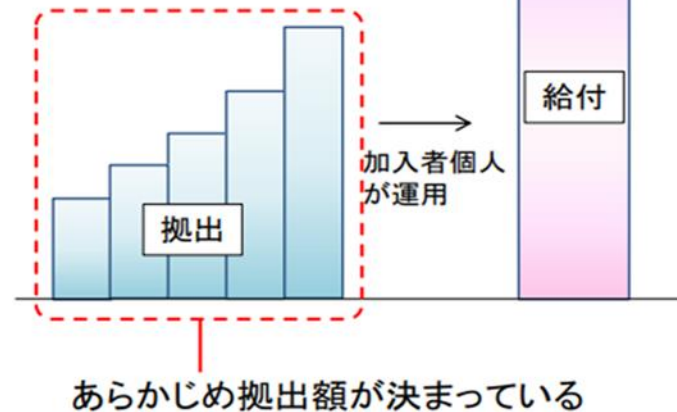 給付
加入者個人
が運用
拠出
あらかじめ拠出額が決まっている